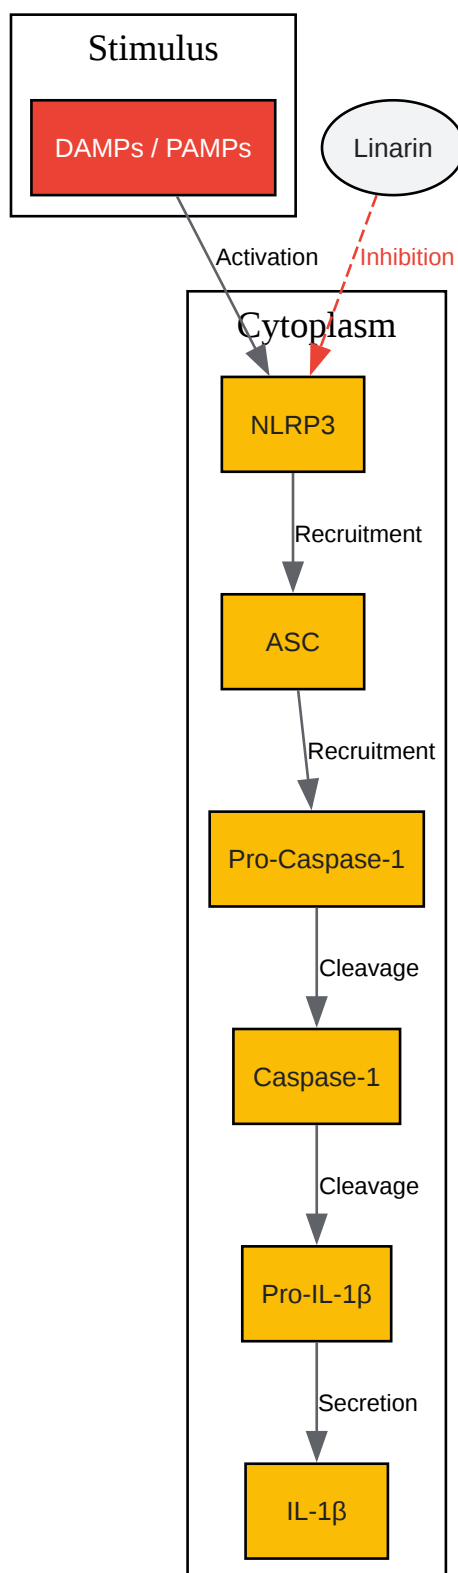 Stimulus
DAMPs / PAMPs
Linarin
Activation
Inhibition
Cytoplasm
NLRP3
Recruitment
ASC
Recruitment
Pro-Caspase-1
Cleavage
Caspase-1
Cleavage
Pro-IL-1β
Secretion
IL-1β